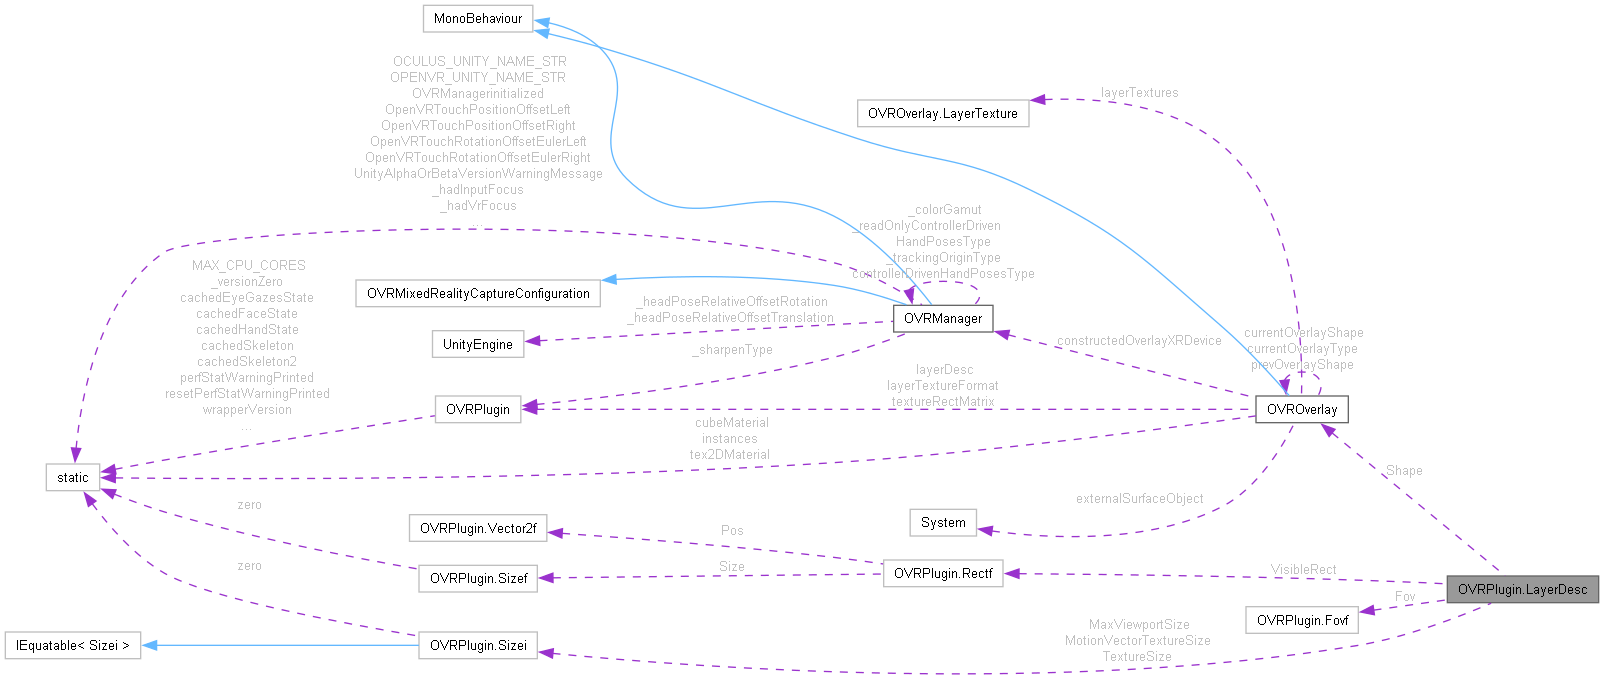 MonoBehaviour
OCULUS_UNITY_NAME_STR
OPENVR_UNITY_NAME_STR
OVRManagerinitialized
OpenVRTouchPositionOffsetLeft
OpenVRTouchPositionOffsetRight
OpenVRTouchRotationOffsetEulerLeft
OpenVRTouchRotationOffsetEulerRight
UnityAlphaOrBetaVersionWarningMessage
_hadInputFocus
_hadVrFocus
...
layerTextures
OVROverlay.LayerTexture
_colorGamut
_readOnlyControllerDriven
HandPosesType
_trackingOriginType
controllerDrivenHandPosesType
MAX_CPU_CORES
_versionZero
cachedEyeGazesState
cachedFaceState
cachedHandState
cachedSkeleton
cachedSkeleton2
perfStatWarningPrinted
resetPerfStatWarningPrinted
wrapperVersion
...
OVRMixedRealityCaptureConfiguration
_headPoseRelativeOffsetRotation
_headPoseRelativeOffsetTranslation
OVRManager
UnityEngine
_sharpenType
constructedOverlayXRDevice
currentOverlayShape
currentOverlayType
prevOverlayShape
layerDesc
layerTextureFormat
textureRectMatrix
OVRPlugin
OVROverlay
cubeMaterial
instances
tex2DMaterial
static
Shape
externalSurfaceObject
System
zero
OVRPlugin.Vector2f
Pos
zero
OVRPlugin.Sizef
Size
OVRPlugin.Rectf
VisibleRect
OVRPlugin.LayerDesc
Fov
OVRPlugin.Fovf
MaxViewportSize
MotionVectorTextureSize
TextureSize
IEquatable< Sizei >
OVRPlugin.Sizei